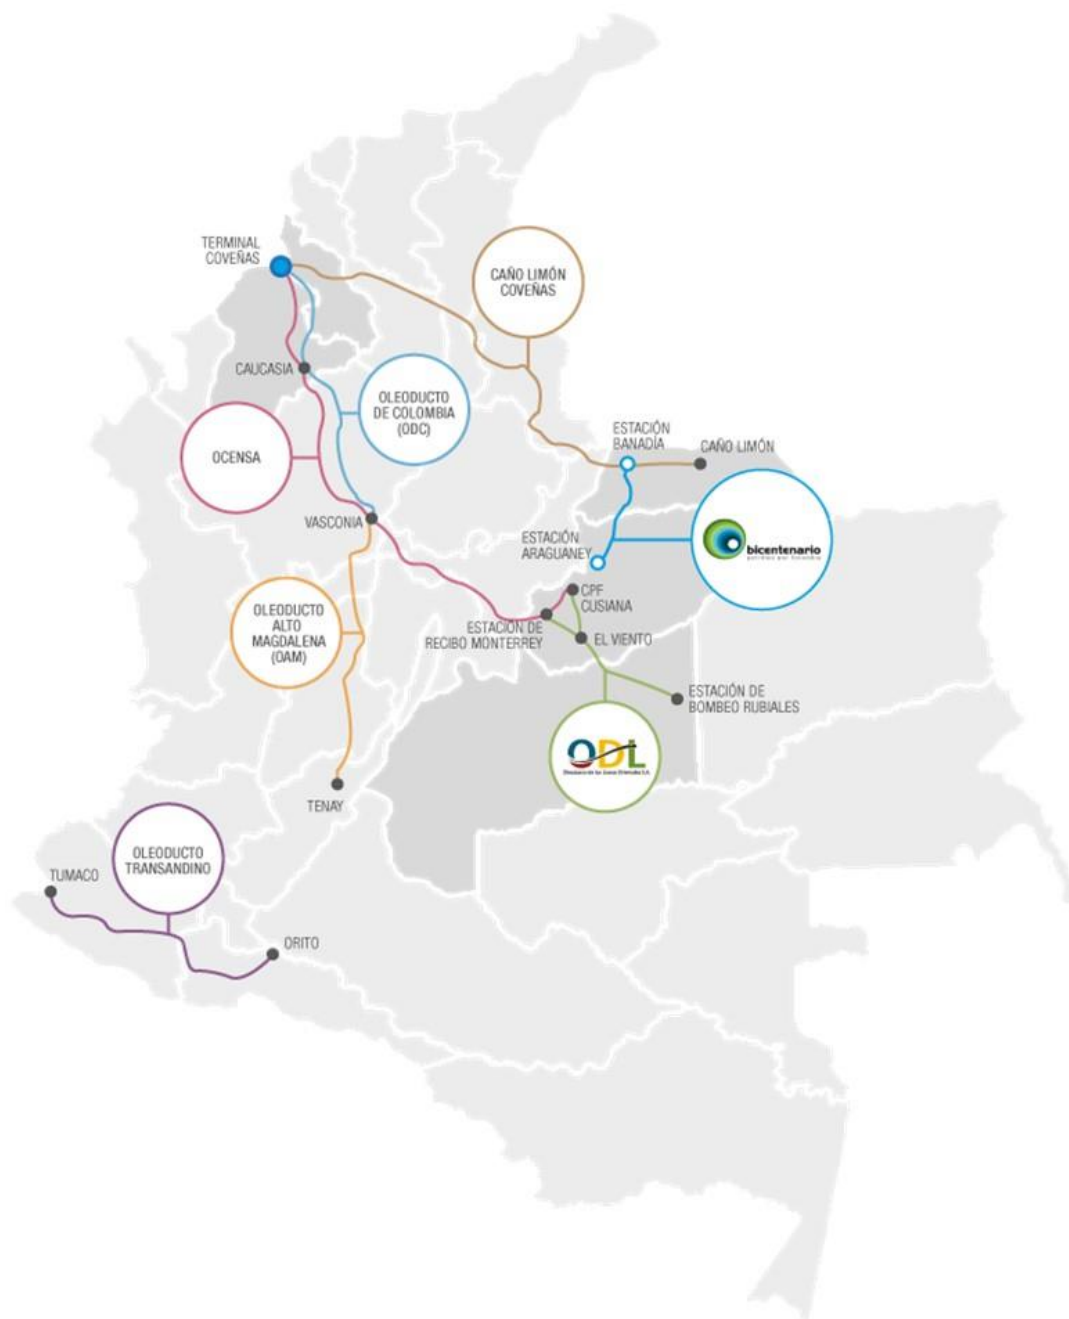 TERMINAL
COVEÑAS
CAÑO LIMÓN
COVEÑAS
CAUCASIA
OLEODUCTO
DE COLOMBIA
(ODC)
OCENSA
ESTACIÓN
BANADÍA
CAÑO LIMÓN
VASCONIA
ESTACIÓN
ARAGUANEY
bicentenario
CPF
CUSIANA
OLEODUCTO
ALTO
MAGDALENA
(OAM)
ESTACIÓN DE
RECIBO MONTERREY
EL VIENTO
ESTACIÓN DE
BOMBEO RUBIALES
ODL
TENAY
OLEODUCTO
TRANSANDINO
TUMACO
ORITO